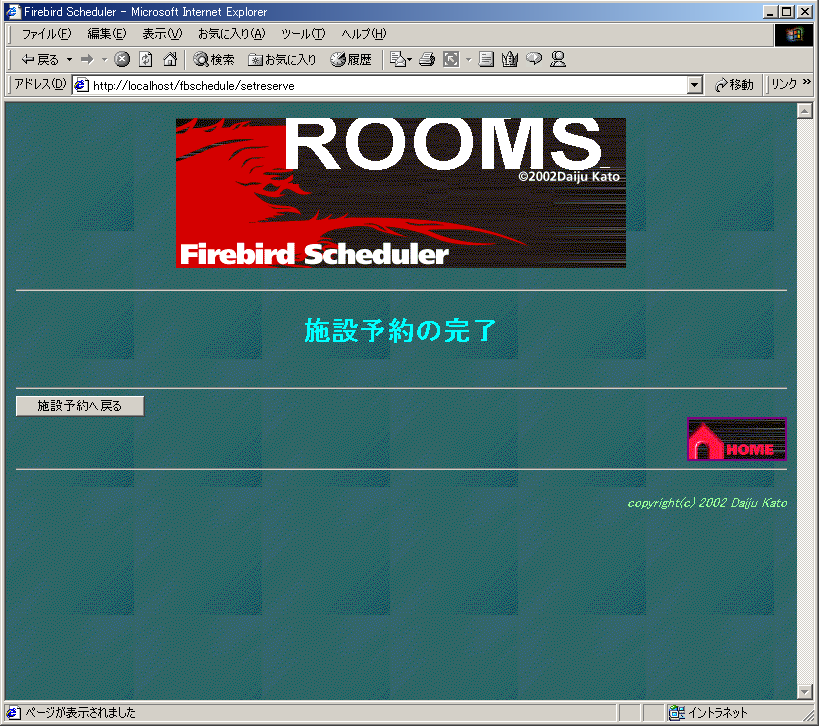 Firebird Scheduler - Microsoft Internet Explorer
ファイル(F) 編集(E) 表示(V) お気に入り(A) ツール(T) ヘルプ(H)
戻る 検索 お気に入り 履歴
アドレス(D) http://localhost/fbschedule/setreserve 移動 リンク »
ROOMS
©2002Daiju Kato
Firebird Scheduler
施設予約の完了
施設予約へ戻る
HOME
copyright(c) 2002 Daiju Kato
ページが表示されました イントラネット